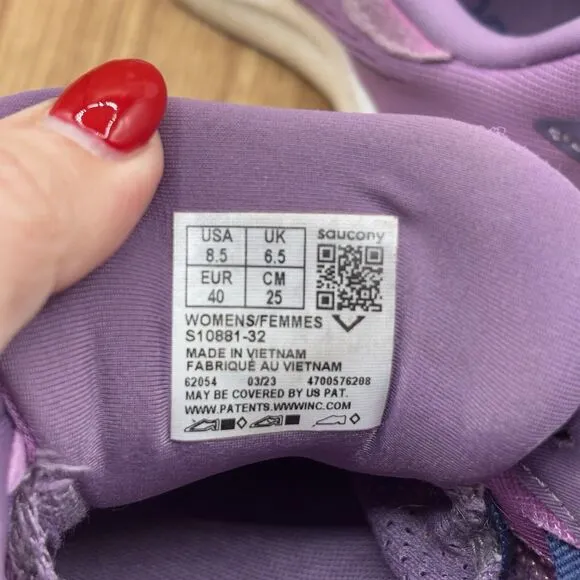 USA UK
8.5 6.5
EUR CM
40 25
saucony
WOMENS/FEMMES
S10881-32
MADE IN VIETNAM
FABRIQUÉ AU VIETNAM
62054 03/23 4700576208
MAY BE COVERED BY US PAT.
WWW.PATENTS.WWWINC.COM